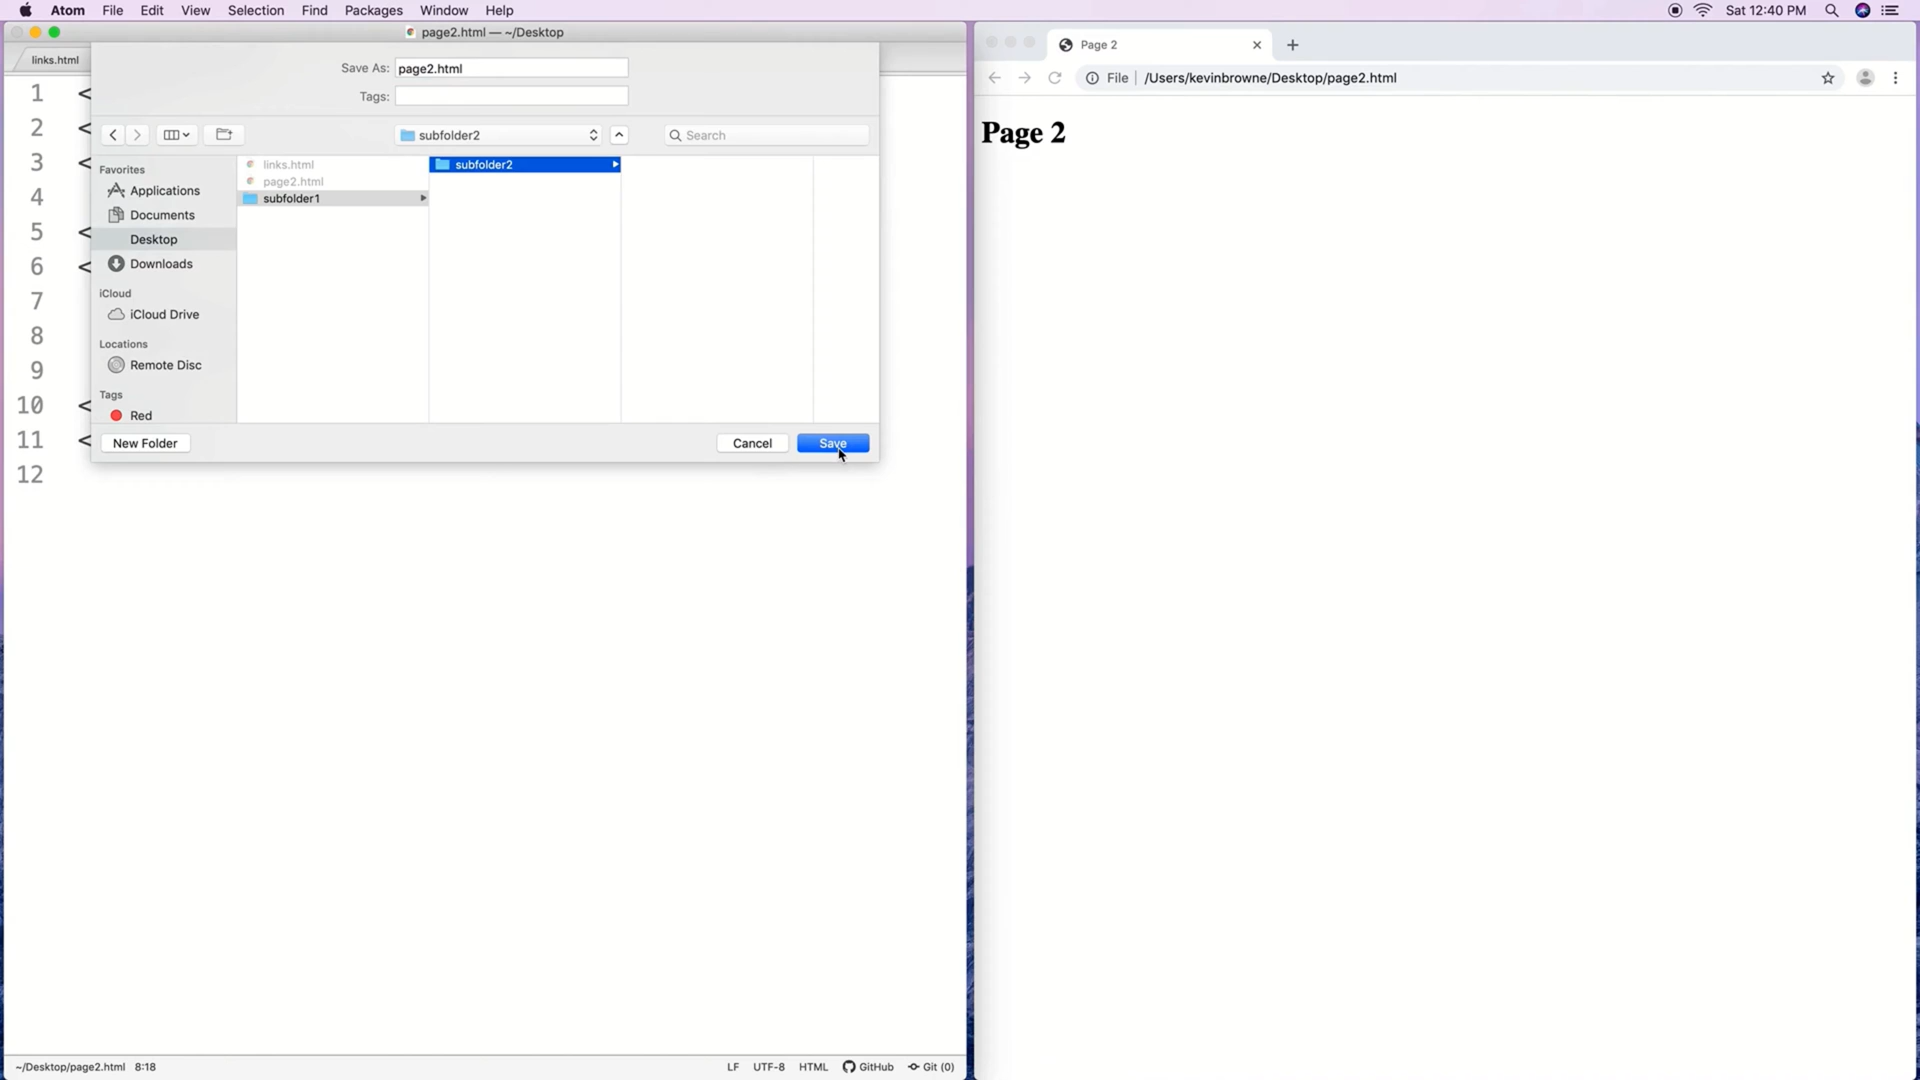 Atom File Edit View Selection Find Packages Window Help
Sat 12:40 PM
page2.html — ~/Desktop
links.html
Save As: page2.html
Tags:
subfolder2
Search
Favorites
Applications
Documents
Desktop
Downloads
iCloud
iCloud Drive
Locations
Remote Disc
Tags
Red
links.html
page2.html
subfolder1
subfolder2
New Folder
Cancel
Save
1 <
2 <
3 <
4
5 <
6 <
7
8
9
10 <
11 <
12
~/Desktop/page2.html 8:18
LF UTF-8 HTML GitHub Git (0)
Page 2
File | /Users/kevinbrowne/Desktop/page2.html
Page 2